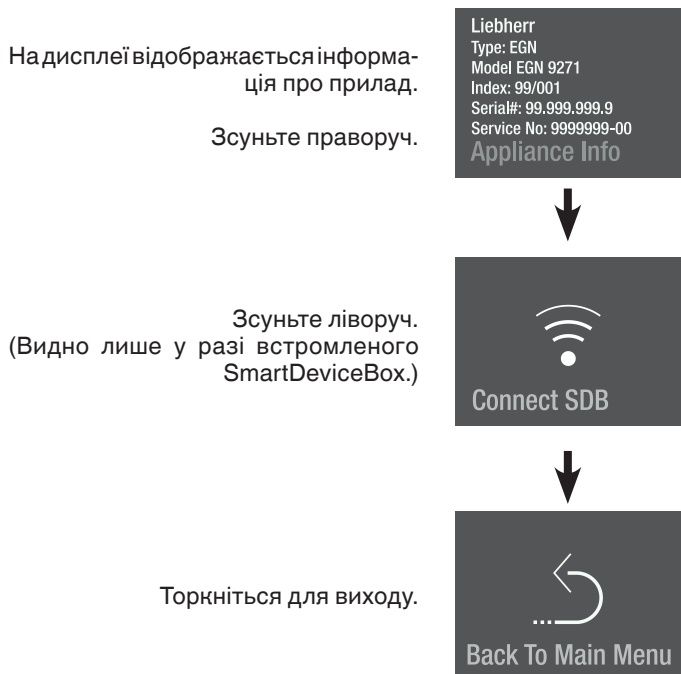 На дисплеї відображається інформа-
ція про прилад.
Зсуньте праворуч.
Liebherr
Type: EGN
Model EGN 9271
Index: 99/001
Serial#: 99.999.999.9
Service No: 9999999-00
Appliance Info
Зсуньте ліворуч.
(Видно лише у разі встромленого
SmartDeviceBox.)
Connect SDB
Торкніться для виходу.
Back To Main Menu